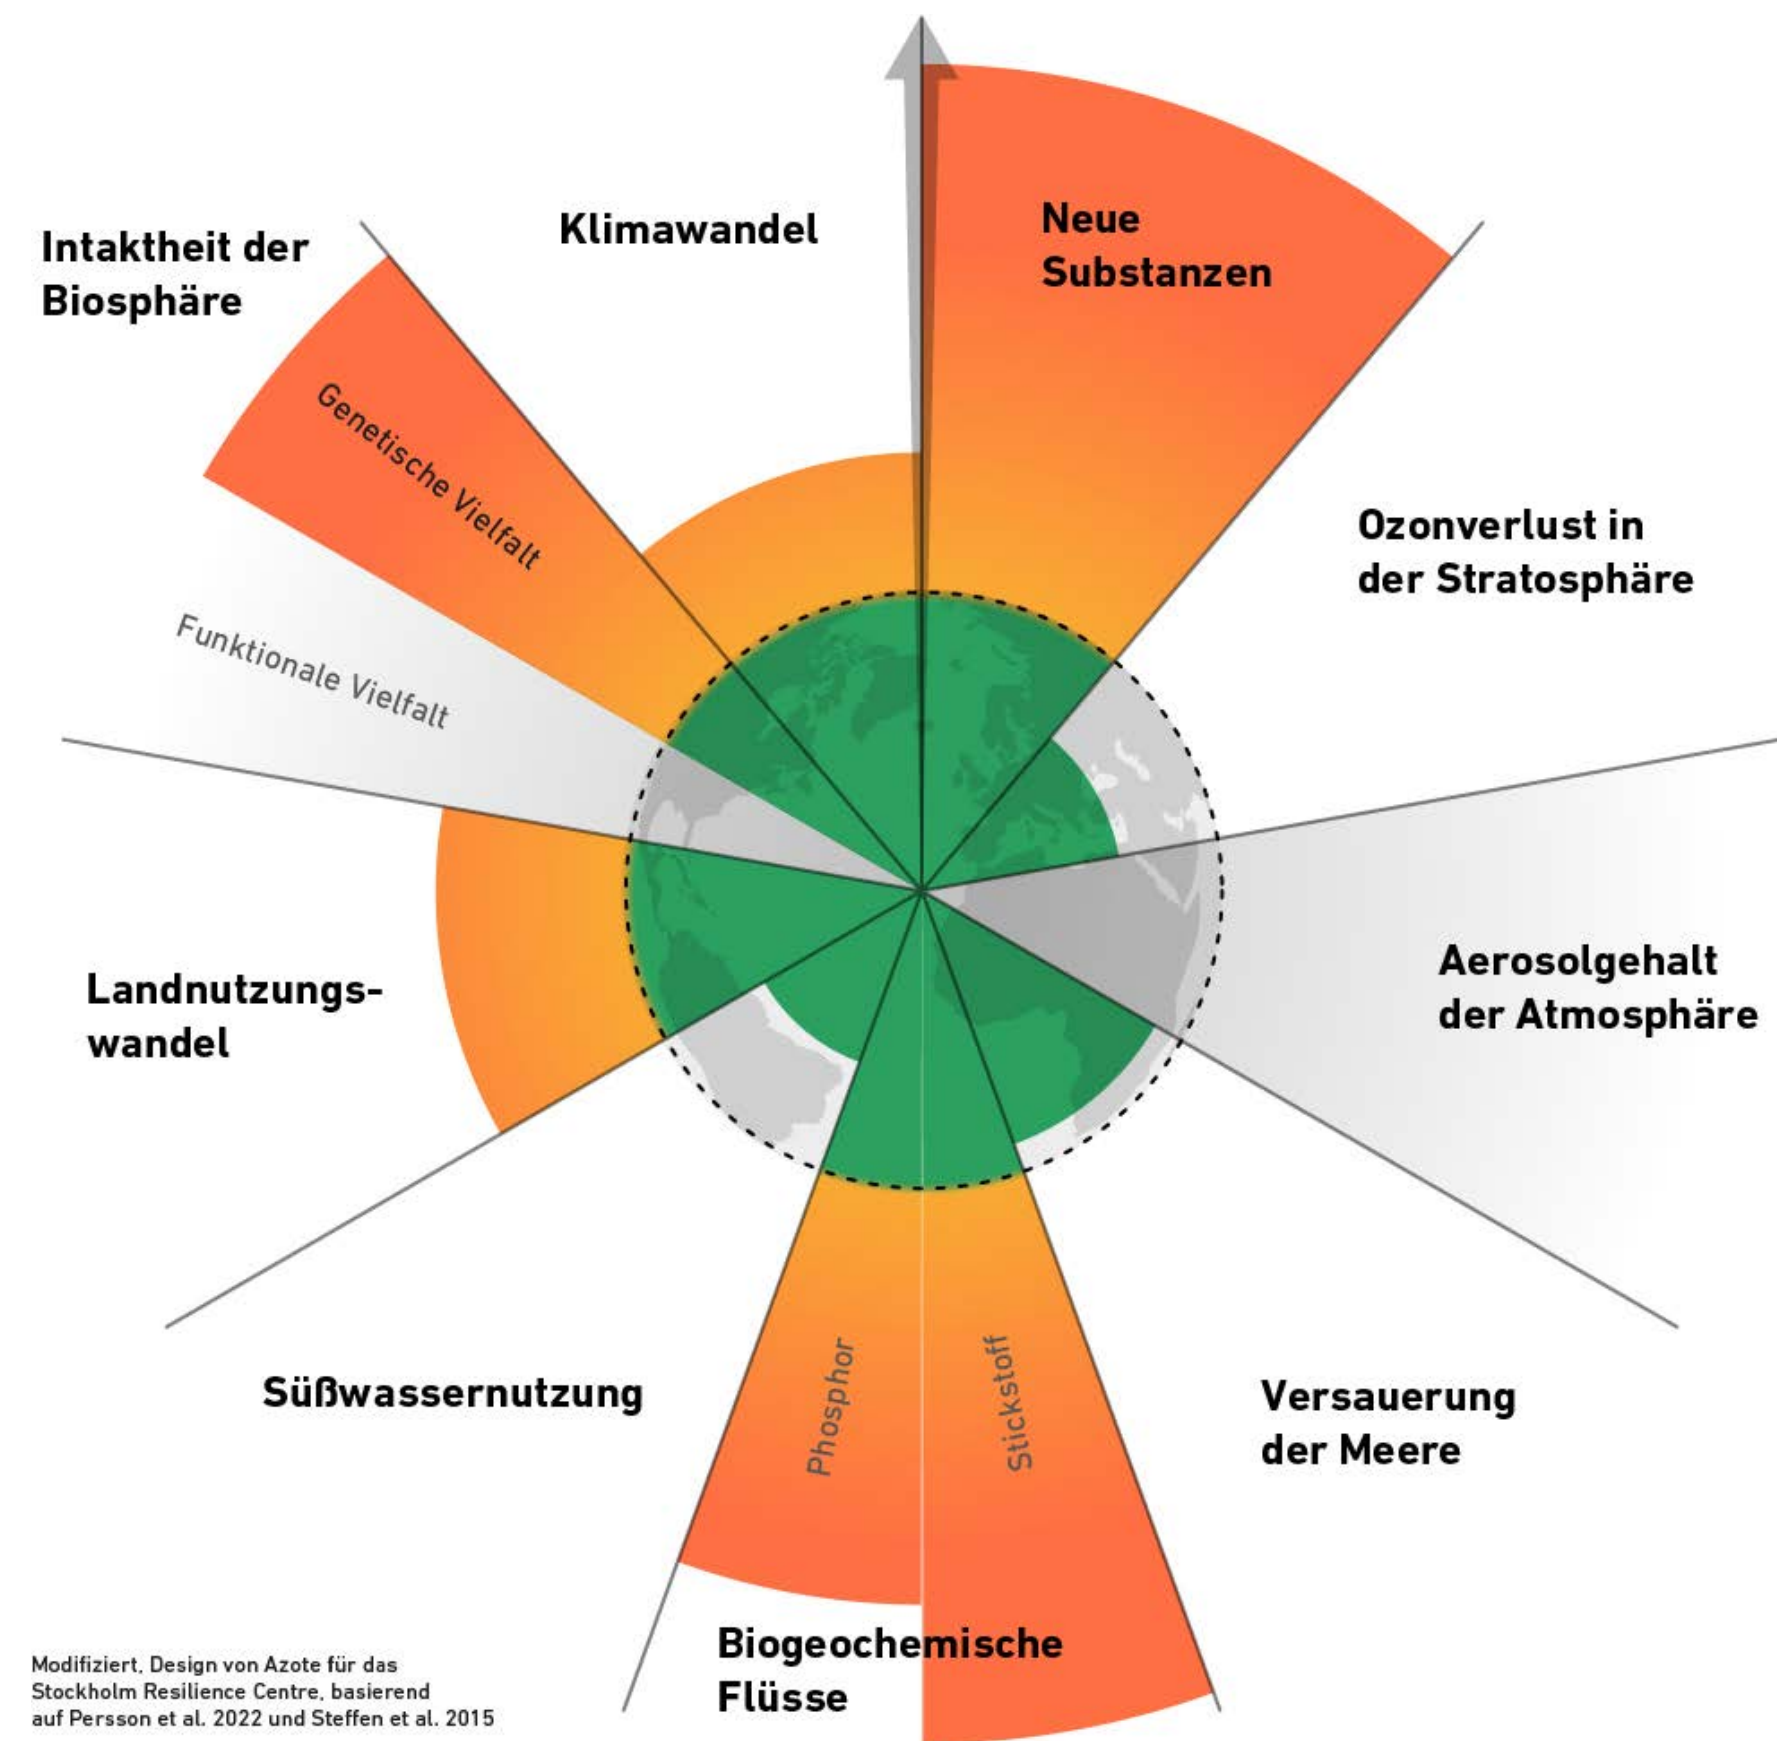 Klimawandel
Neue
Substanzen
Intaktheit der
Biosphäre
Genetische Vielfalt
Funktionale Vielfalt
Ozonverlust in
der Stratosphäre
Aerosolgehalt
der Atmosphäre
Landnutzungs-
wandel
Süßwassernutzung
Phosphor
Stickstoff
Versauerung
der Meere
Biogeochemische
Flüsse
Modifiziert, Design von Azote für das
Stockholm Resilience Centre, basierend
auf Persson et al. 2022 und Steffen et al. 2015